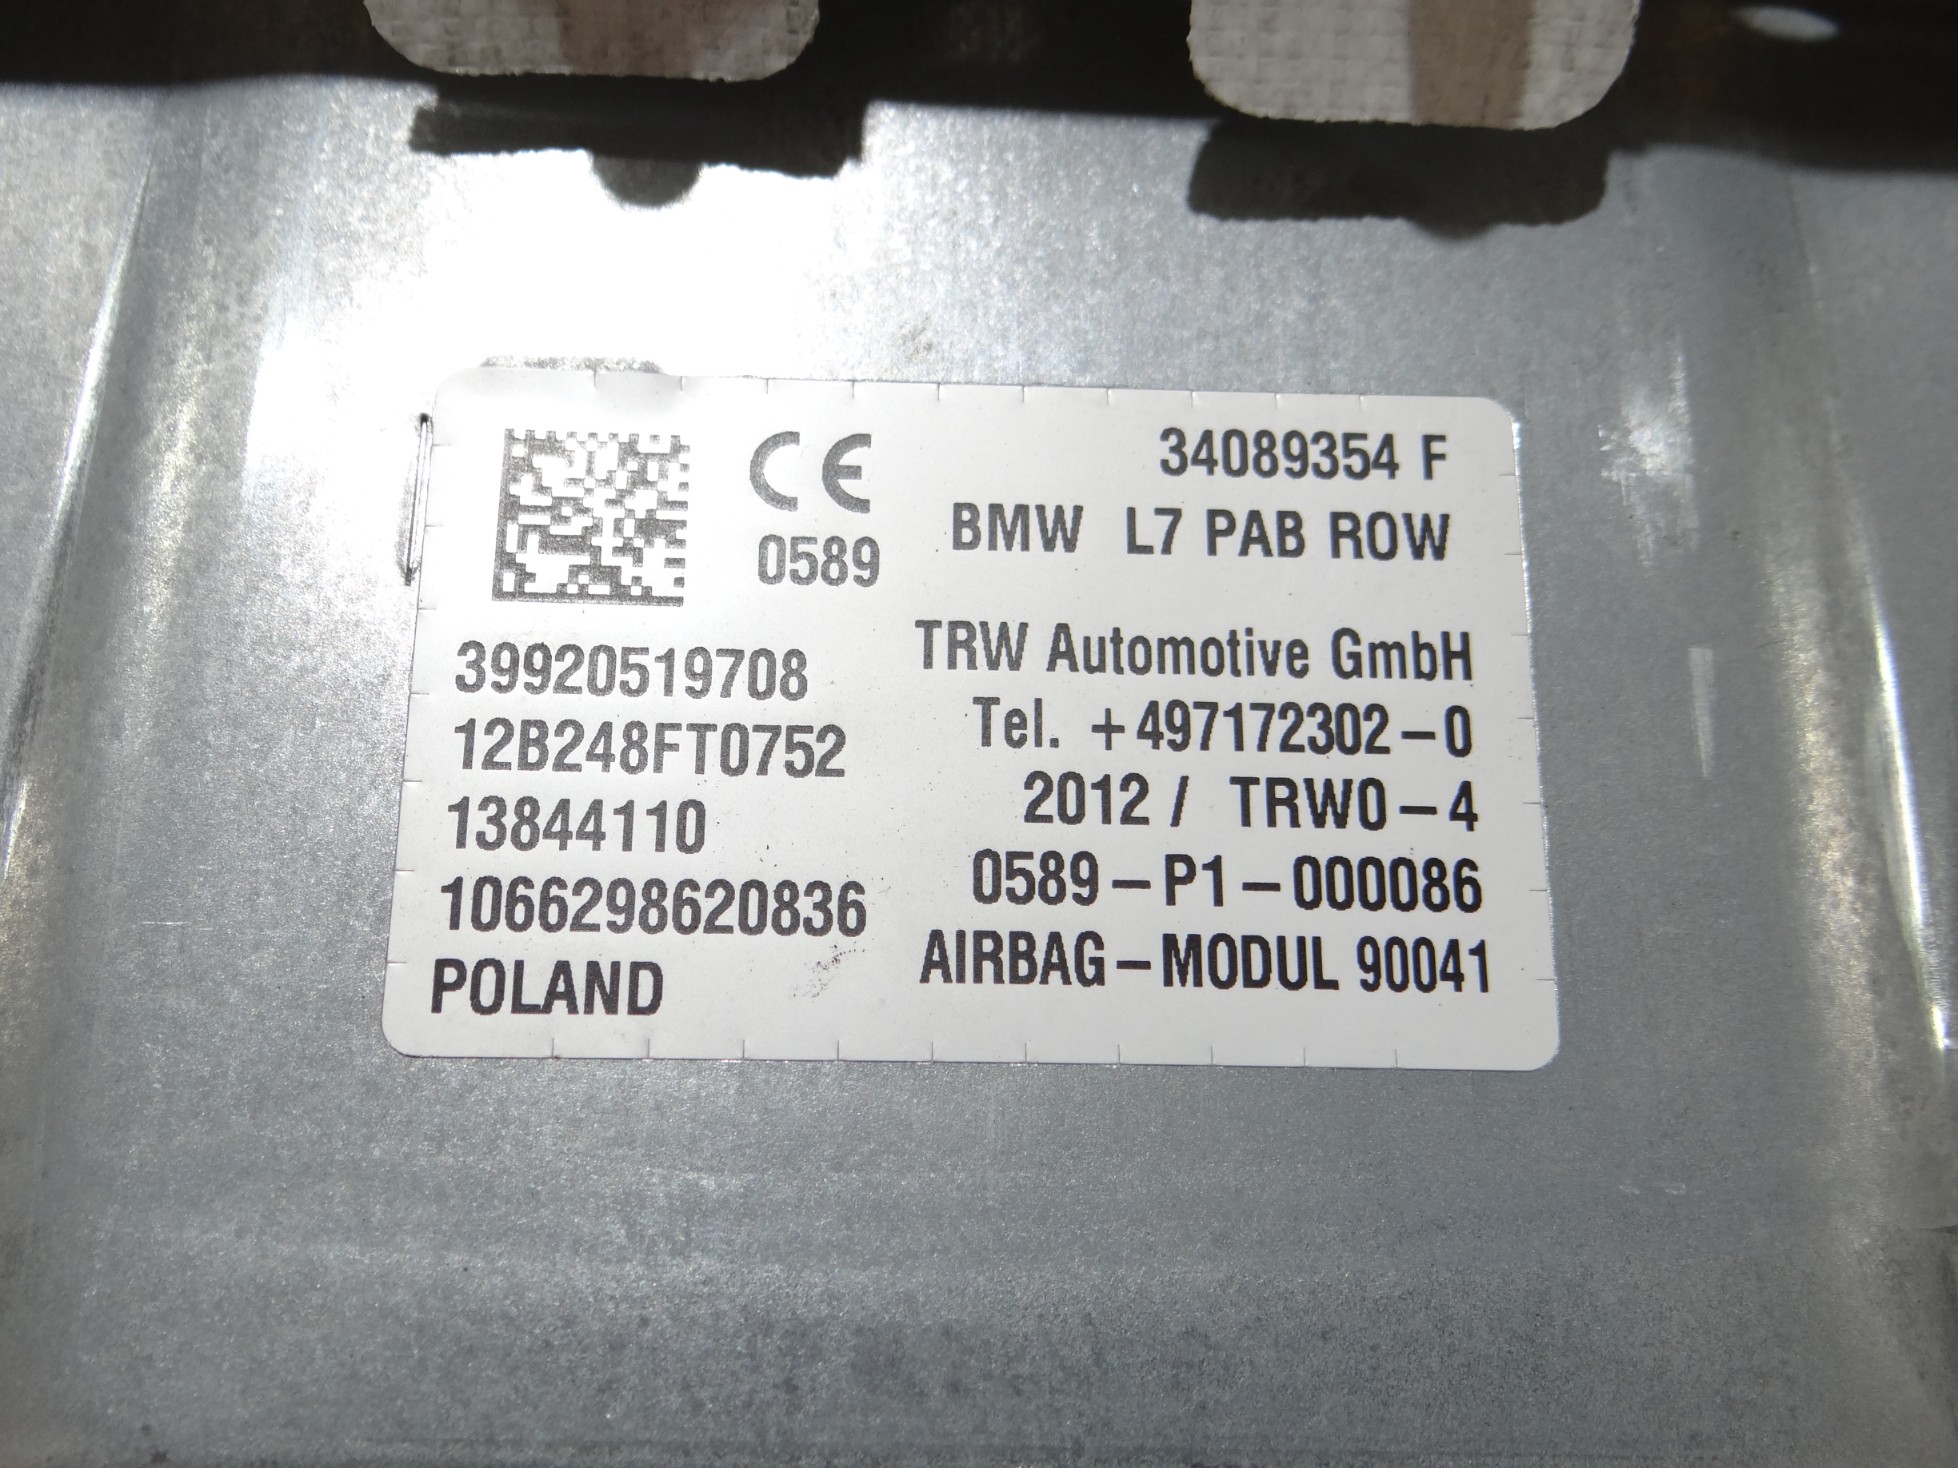 CE
0589
34089354 F
BMW L7 PAB ROW
39920519708
12B248FT0752
13844110
1066298620836
POLAND
TRW Automotive GmbH
Tel. +497172302-0
2012 / TRW0-4
0589-P1-000086
AIRBAG-MODUL 90041